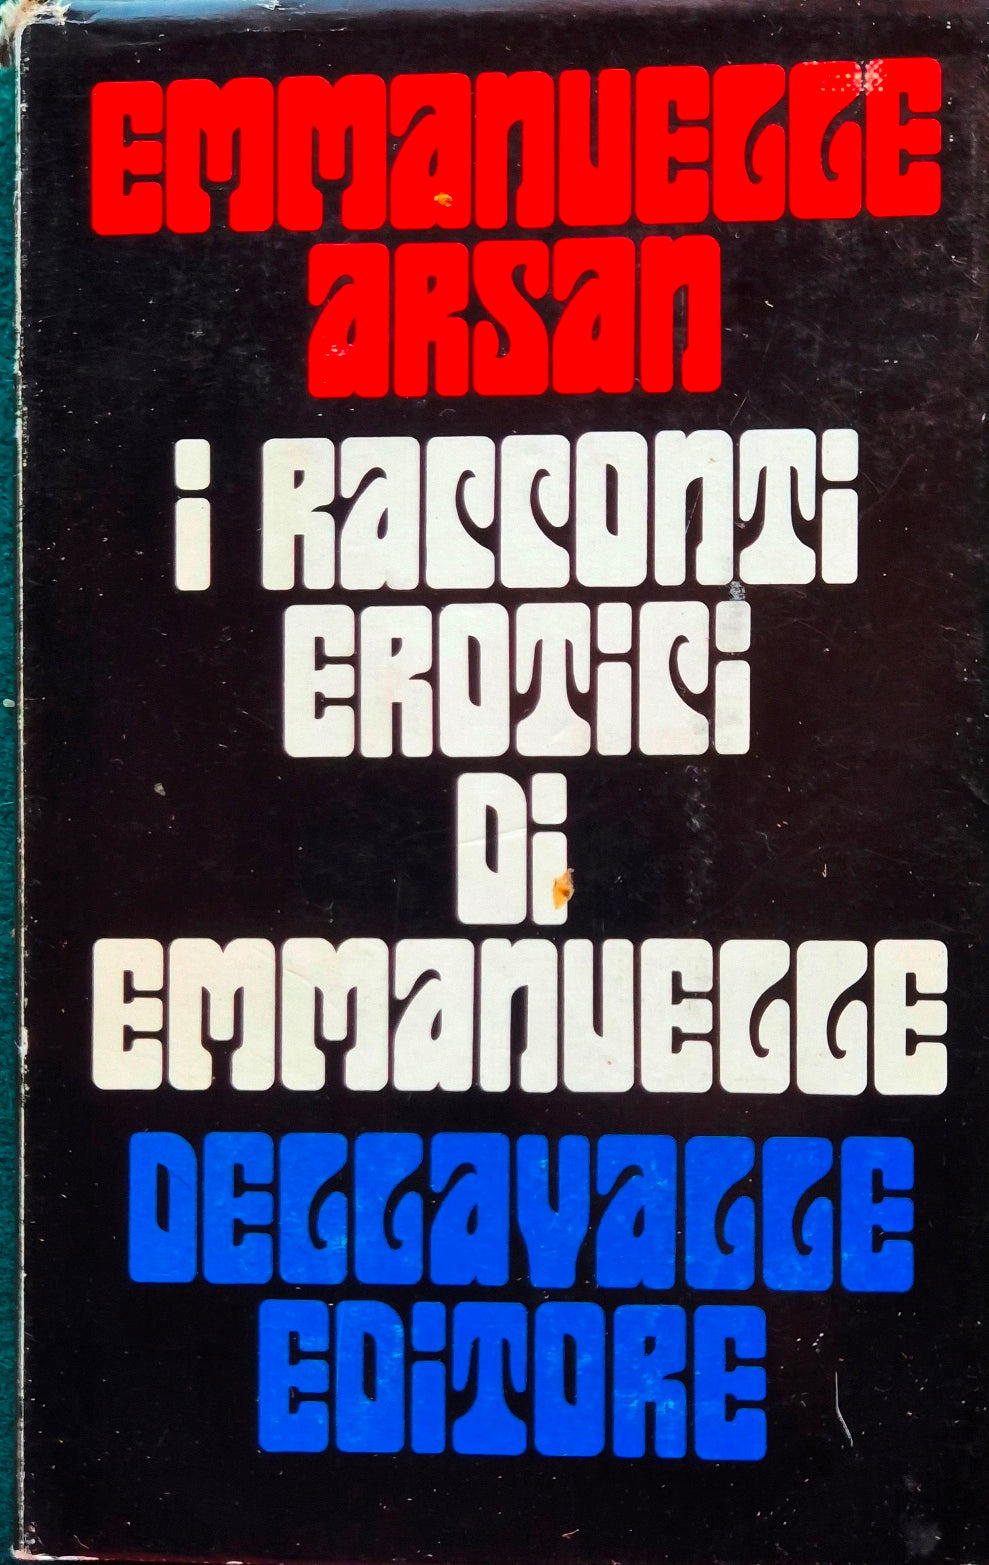 EMMANUELLE
ARSAN
i RACCONTi
EROTiCi
Di
EMMANUELLE
DELLAVALLE
EDiTORE